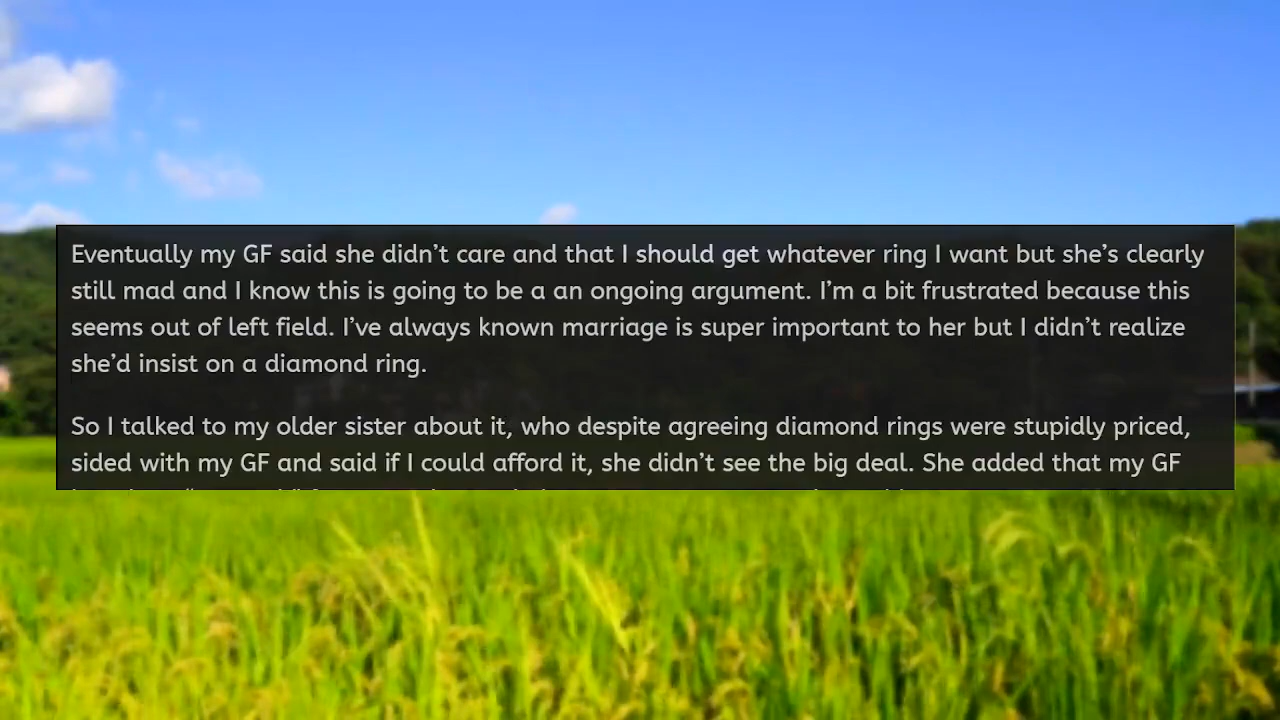 Eventually my GF said she didn’t care and that I should get whatever ring I want but she’s clearly
still mad and I know this is going to be a an ongoing argument. I’m a bit frustrated because this
seems out of left field. I’ve always known marriage is super important to her but I didn’t realize
she’d insist on a diamond ring.
So I talked to my older sister about it, who despite agreeing diamond rings were stupidly priced,
sided with my GF and said if I could afford it, she didn’t see the big deal. She added that my GF